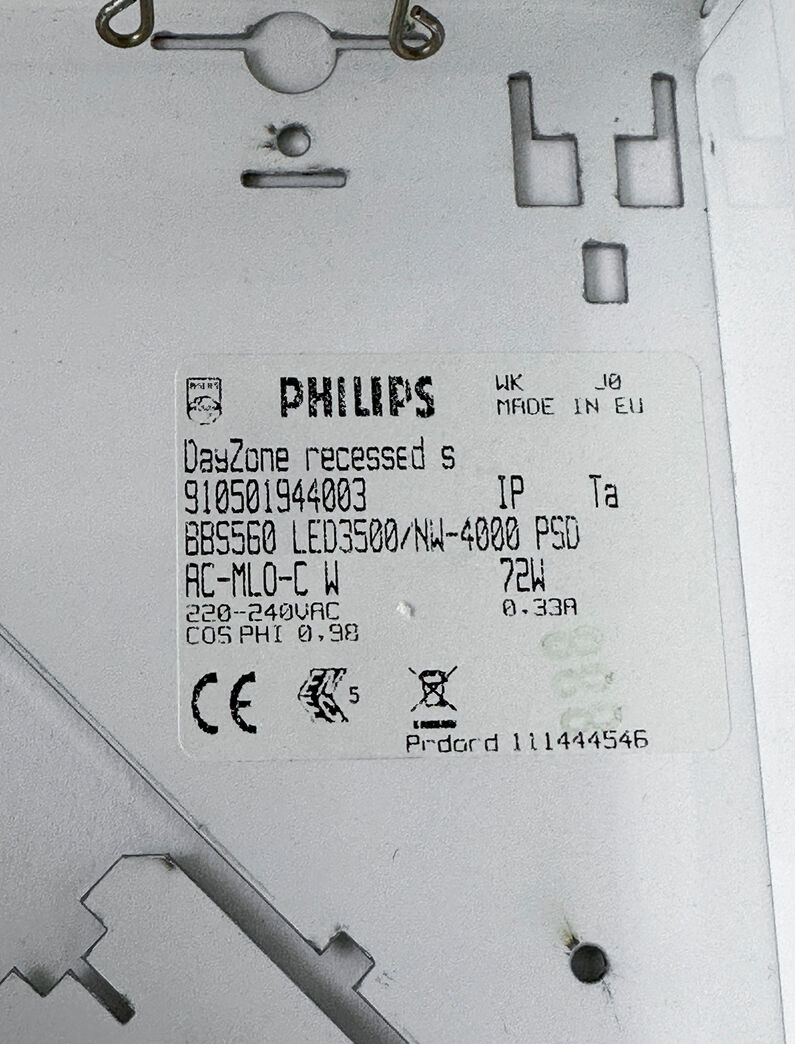 PHILIPS
WK J0
MADE IN EU
DayZone recessed s
910501944003 IP Ta
BBS560 LED3500/NW-4000 PSD
AC-MLO-C W 72W
220-240VAC 0.33A
COS PHI 0,98
CE 5
Prdord 111444546